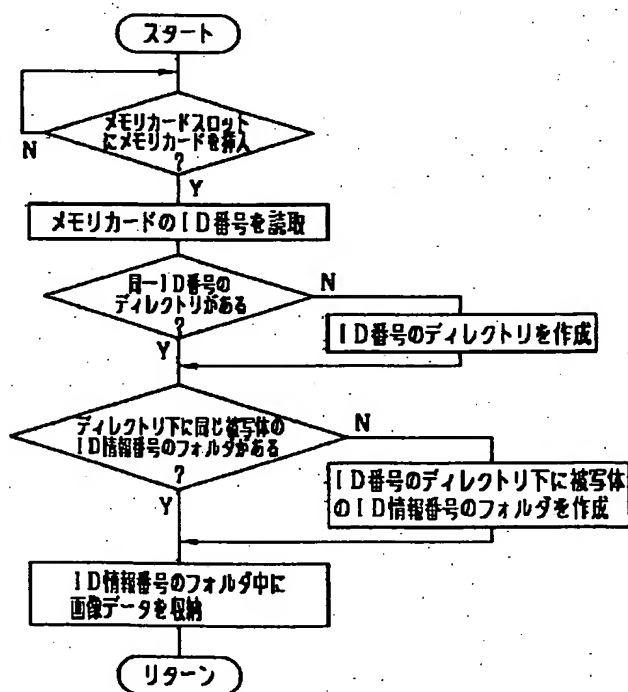 スタート
メモリカードスロット
にメモリカードを挿入
?
N
Y
メモリカードのID番号を読取
同一ID番号の
ディレクトリがある
?
N
Y
ID番号のディレクトリを作成
ディレクトリ下に同じ被写体の
ID情報番号のフォルダがある
?
N
Y
ID番号のディレクトリ下に被写体
のID情報番号のフォルダを作成
ID情報番号のフォルダ中に
画像データを収納
リターン